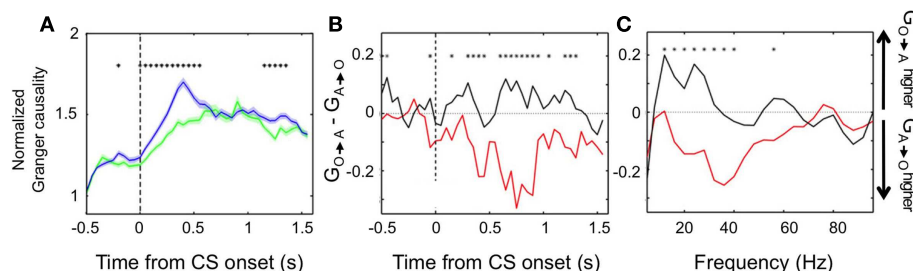 A
Normalized
Granger causality
2
1.5
1
-0.5 0 0.5 1 1.5
Time from CS onset (s)
B
G O→A - G A→O
0.2
0
-0.2
-0.5 0 0.5 1 1.5
Time from CS onset (s)
C
0.2
0
-0.2
20 40 60 80
Frequency (Hz)
G O→A higher
G A→O higher